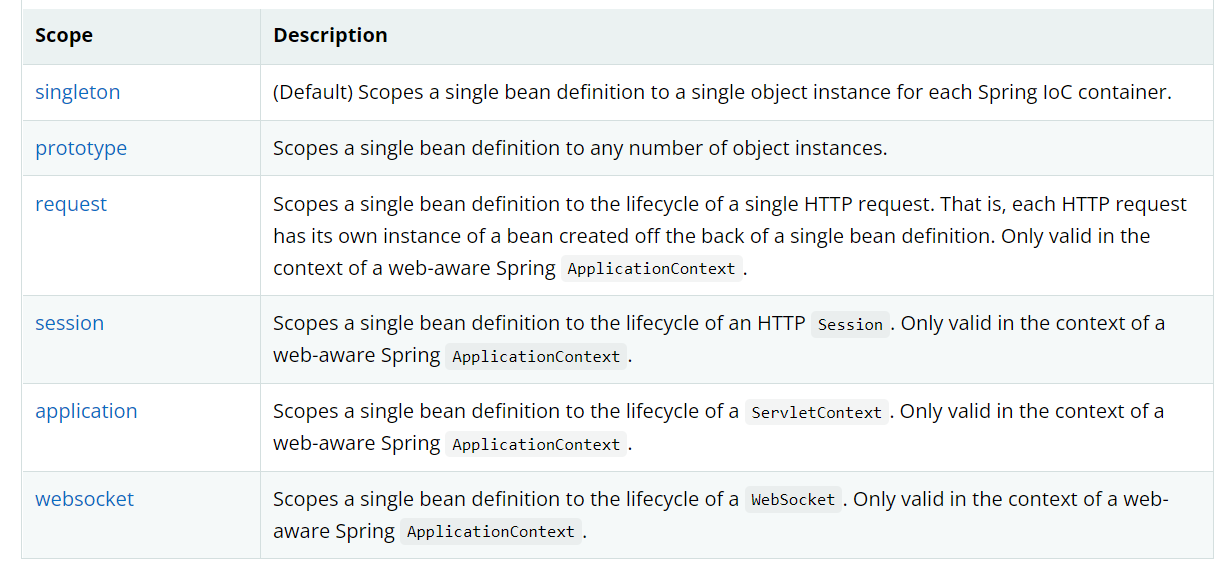 Scope Description
singleton (Default) Scopes a single bean definition to a single object instance for each Spring IoC container.
prototype Scopes a single bean definition to any number of object instances.
request Scopes a single bean definition to the lifecycle of a single HTTP request. That is, each HTTP request
has its own instance of a bean created off the back of a single bean definition. Only valid in the
context of a web-aware Spring ApplicationContext.
session Scopes a single bean definition to the lifecycle of an HTTP Session. Only valid in the context of a
web-aware Spring ApplicationContext.
application Scopes a single bean definition to the lifecycle of a ServletContext. Only valid in the context of a
web-aware Spring ApplicationContext.
websocket Scopes a single bean definition to the lifecycle of a WebSocket. Only valid in the context of a web-
aware Spring ApplicationContext.